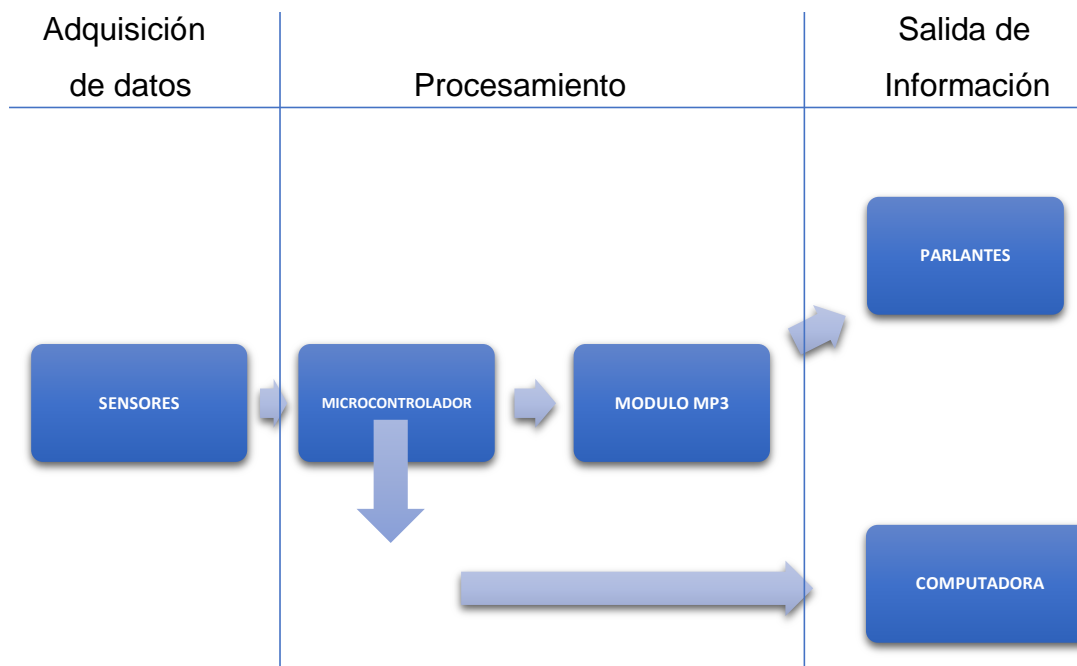 Adquisición
de datos
Procesamiento
Salida de
Información
PARLANTES
SENSORES
MICROCONTROLADOR
MODULO MP3
COMPUTADORA